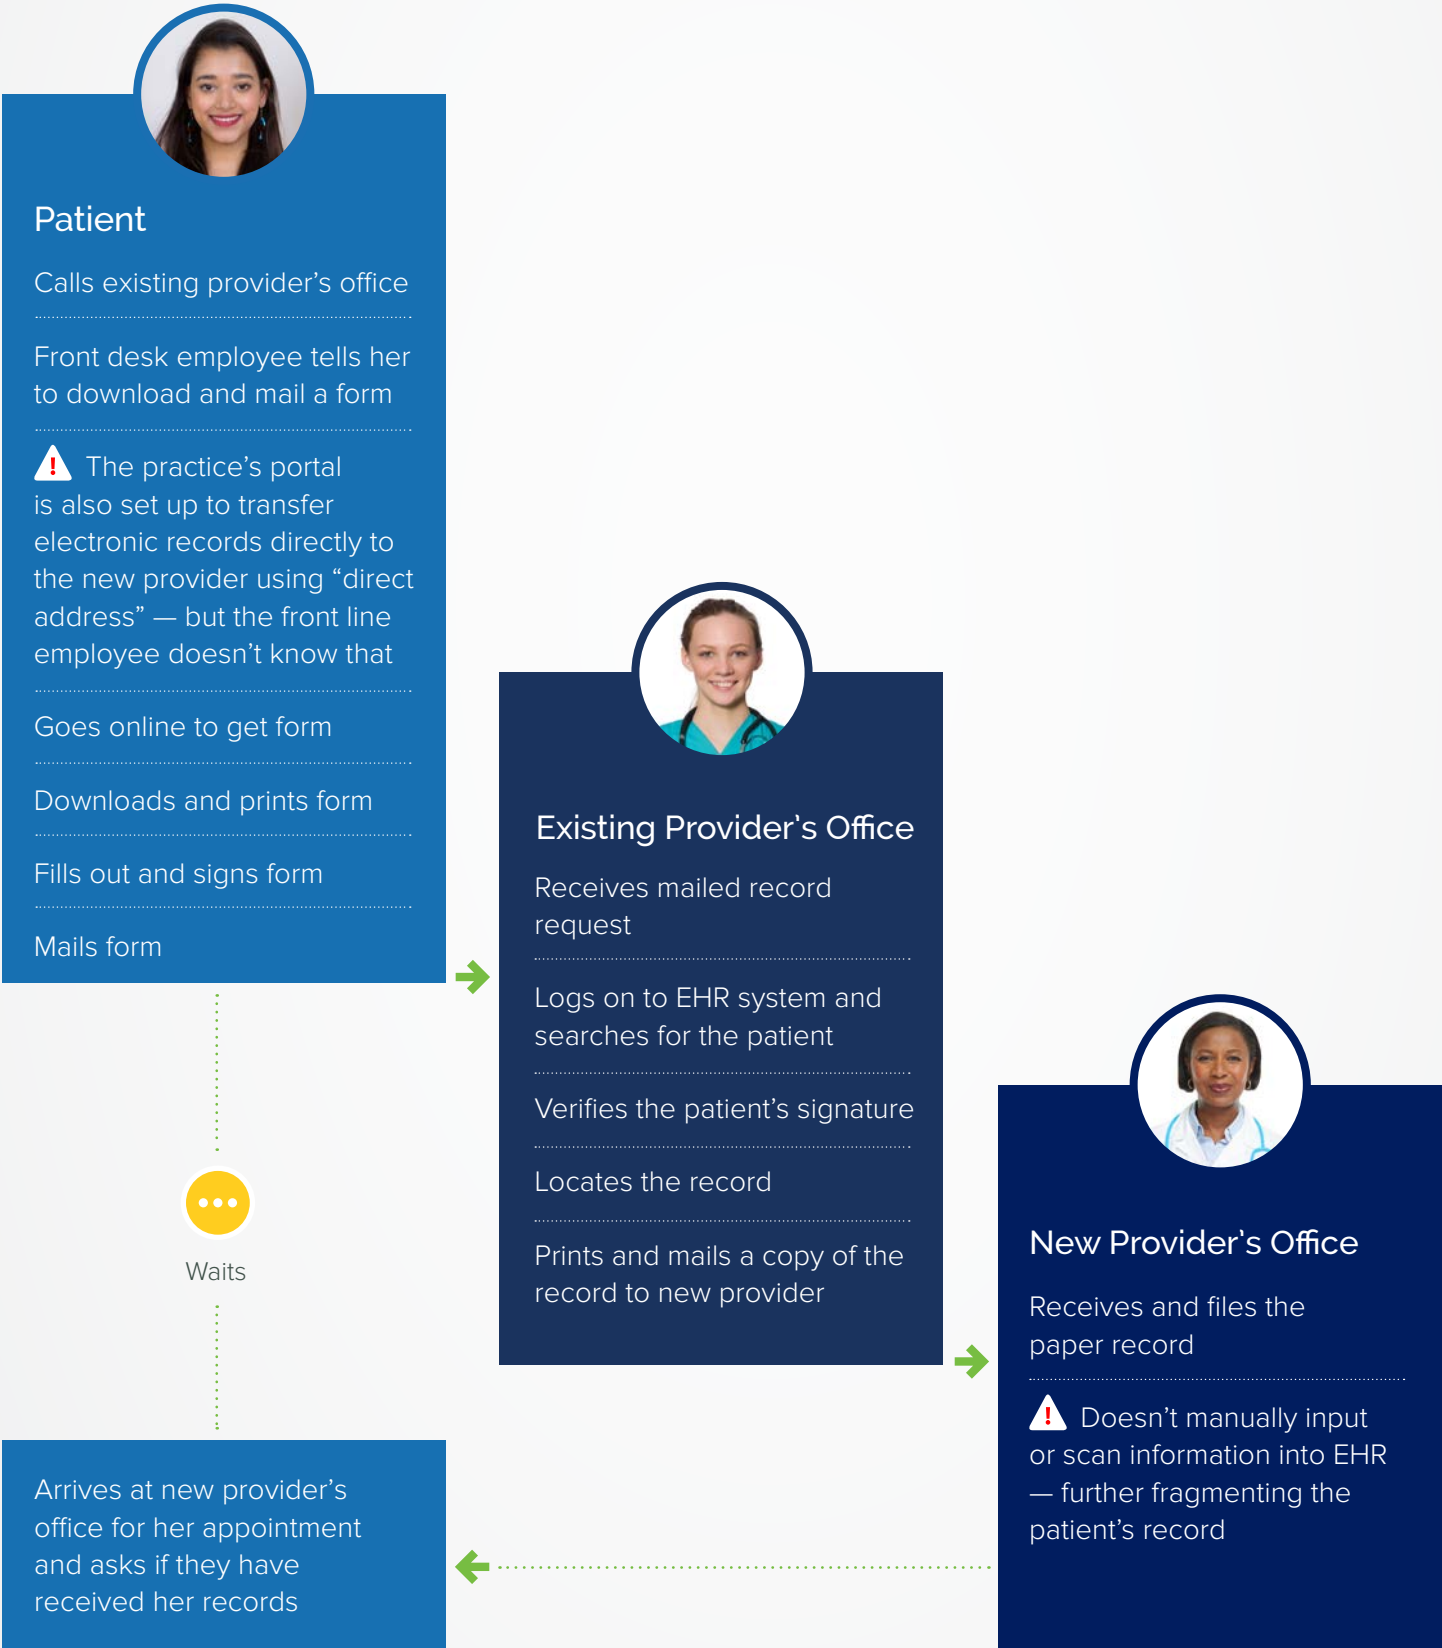 Patient
Calls existing provider’s office
Front desk employee tells her
to download and mail a form
! The practice’s portal
is also set up to transfer
electronic records directly to
the new provider using “direct
address” — but the front line
employee doesn’t know that
Goes online to get form
Downloads and prints form
Fills out and signs form
Mails form
Waits
Arrives at new provider’s
office for her appointment
and asks if they have
received her records
Existing Provider’s Office
Receives mailed record
request
Logs on to EHR system and
searches for the patient
Verifies the patient’s signature
Locates the record
Prints and mails a copy of the
record to new provider
New Provider’s Office
Receives and files the
paper record
! Doesn’t manually input
or scan information into EHR
— further fragmenting the
patient’s record